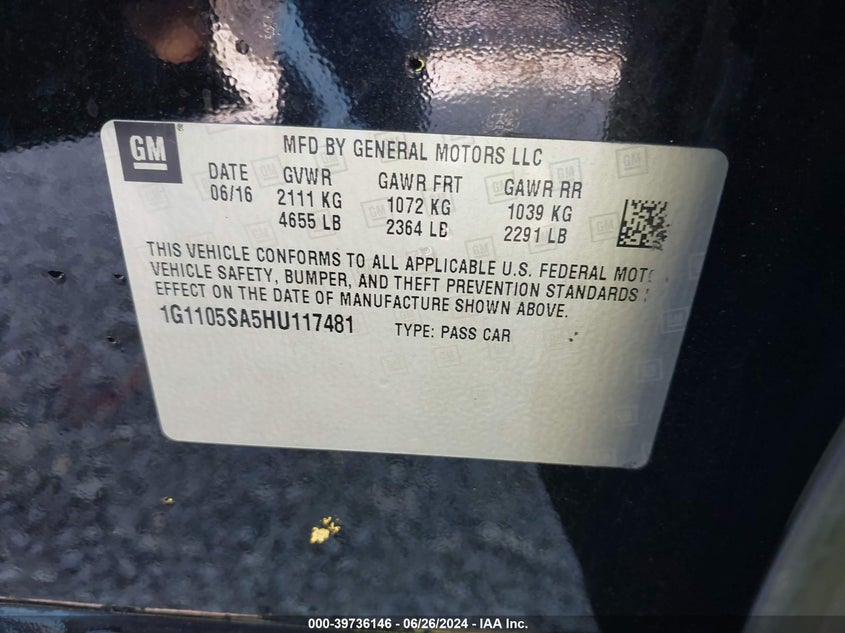 GM
MFD BY GENERAL MOTORS LLC
DATE GVWR GAWR FRT GAWR RR
06/16 2111 KG 1072 KG 1039 KG
4655 LB 2364 LB 2291 LB
THIS VEHICLE CONFORMS TO ALL APPLICABLE U.S. FEDERAL MOT
VEHICLE SAFETY, BUMPER, AND THEFT PREVENTION STANDARDS
EFFECT ON THE DATE OF MANUFACTURE SHOWN ABOVE.
1G1105SA5HU117481 TYPE: PASS CAR
000-39736146 - 06/26/2024 - IAA Inc.